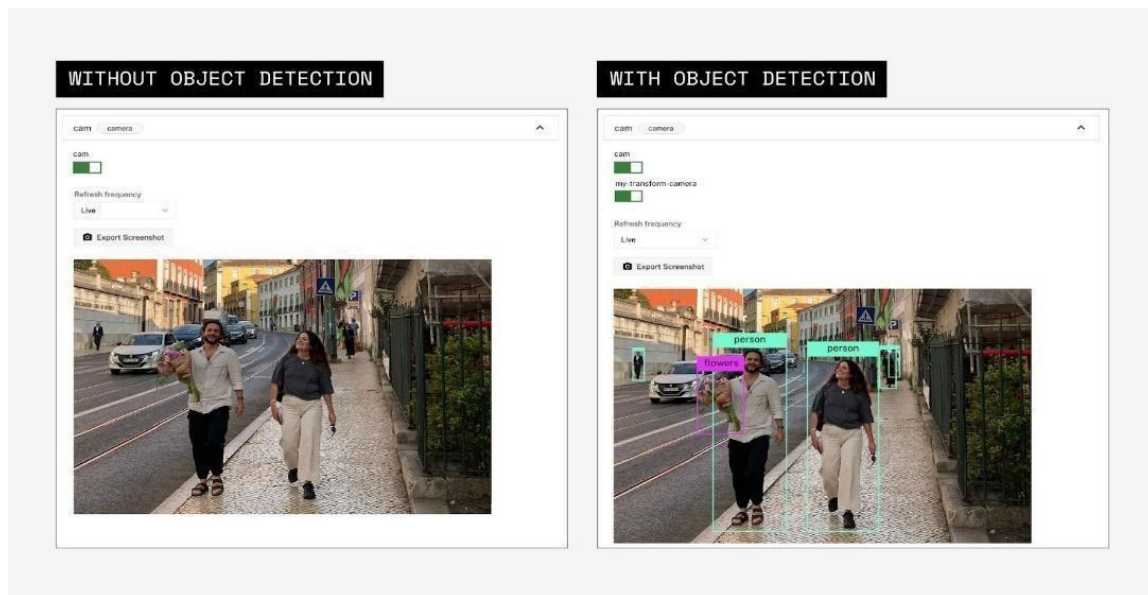 WITHOUT OBJECT DETECTION
cam camera
cam
Refresh frequency
Live
Export Screenshot
P
WITH OBJECT DETECTION
cam camera
cam
my-transform-camera
Refresh frequency
Live
Export Screenshot
person
person
flowers